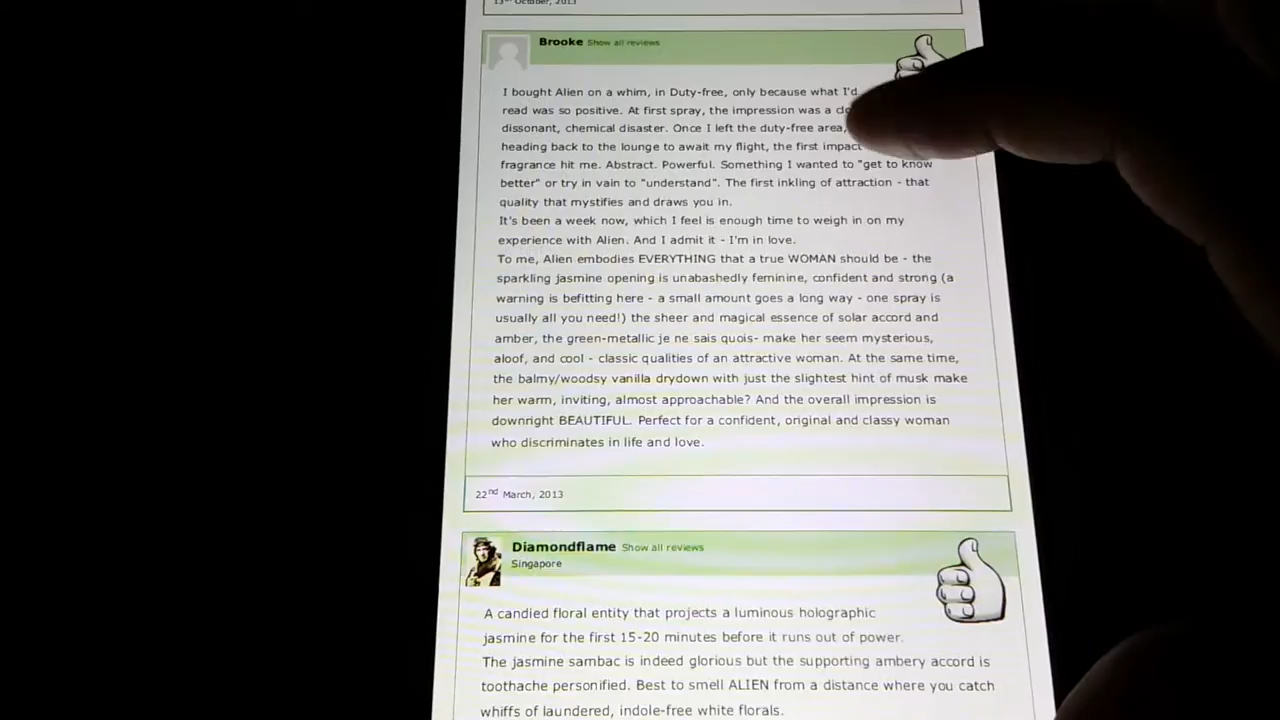 13th October, 2013
Brooke Show all reviews
I bought Alien on a whim, in Duty-free, only because what I'd
read was so positive. At first spray, the impression was a
dissonant, chemical disaster. Once I left the duty-free area,
heading back to the lounge to await my flight, the first impact
fragrance hit me. Abstract. Powerful. Something I wanted to "get to know
better" or try in vain to "understand". The first inkling of attraction - that
quality that mystifies and draws you in.
It's been a week now, which I feel is enough time to weigh in on my
experience with Alien. And I admit it - I'm in love.
To me, Alien embodies EVERYTHING that a true WOMAN should be - the
sparkling jasmine opening is unabashedly feminine, confident and strong (a
warning is befitting here - a small amount goes a long way - one spray is
usually all you need!) the sheer and magical essence of solar accord and
amber, the green-metallic je ne sais quois- make her seem mysterious,
aloof, and cool - classic qualities of an attractive woman. At the same time,
the balmy/woodsy vanilla drydown with just the slightest hint of musk make
her warm, inviting, almost approachable? And the overall impression is
downright BEAUTIFUL. Perfect for a confident, original and classy woman
who discriminates in life and love.
22nd March, 2013
Diamondflame Show all reviews
Singapore
A candied floral entity that projects a luminous holographic
jasmine for the first 15-20 minutes before it runs out of power.
The jasmine sambac is indeed glorious but the supporting ambery accord is
toothache personified. Best to smell ALIEN from a distance where you catch
whiffs of laundered, indole-free white florals.